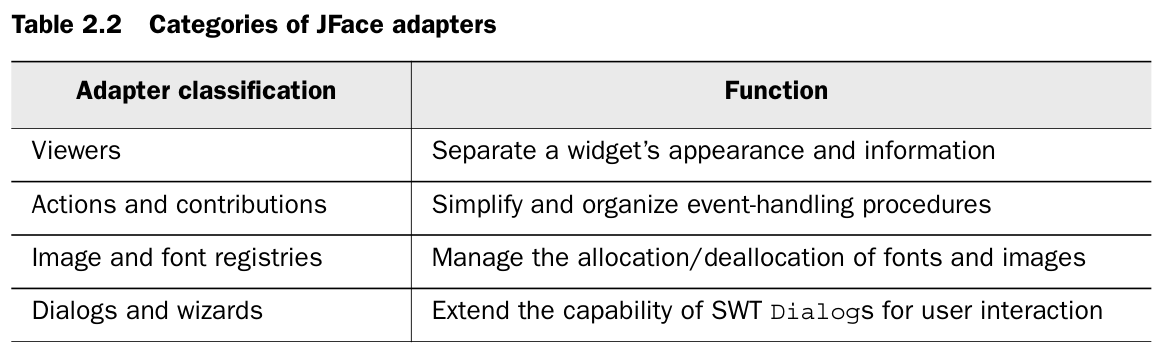 Table 2.2 Categories of JFace adapters
Adapter classification Function
Viewers Separate a widget’s appearance and information
Actions and contributions Simplify and organize event-handling procedures
Image and font registries Manage the allocation/deallocation of fonts and images
Dialogs and wizards Extend the capability of SWT Dialogs for user interaction